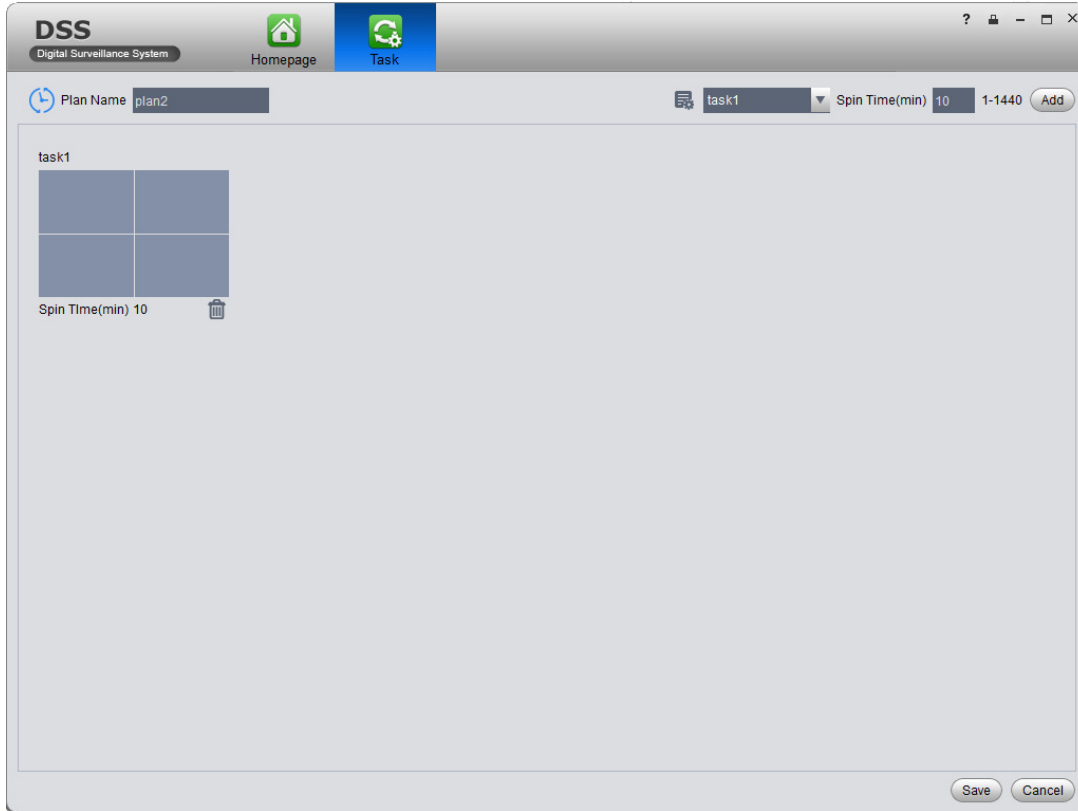 DSS
Digital Surveillance System
Homepage
Task
?
Plan Name plan2
task1 Spin Time(min) 10 1-1440 Add
task1
Spin TIme(min) 10
Save Cancel